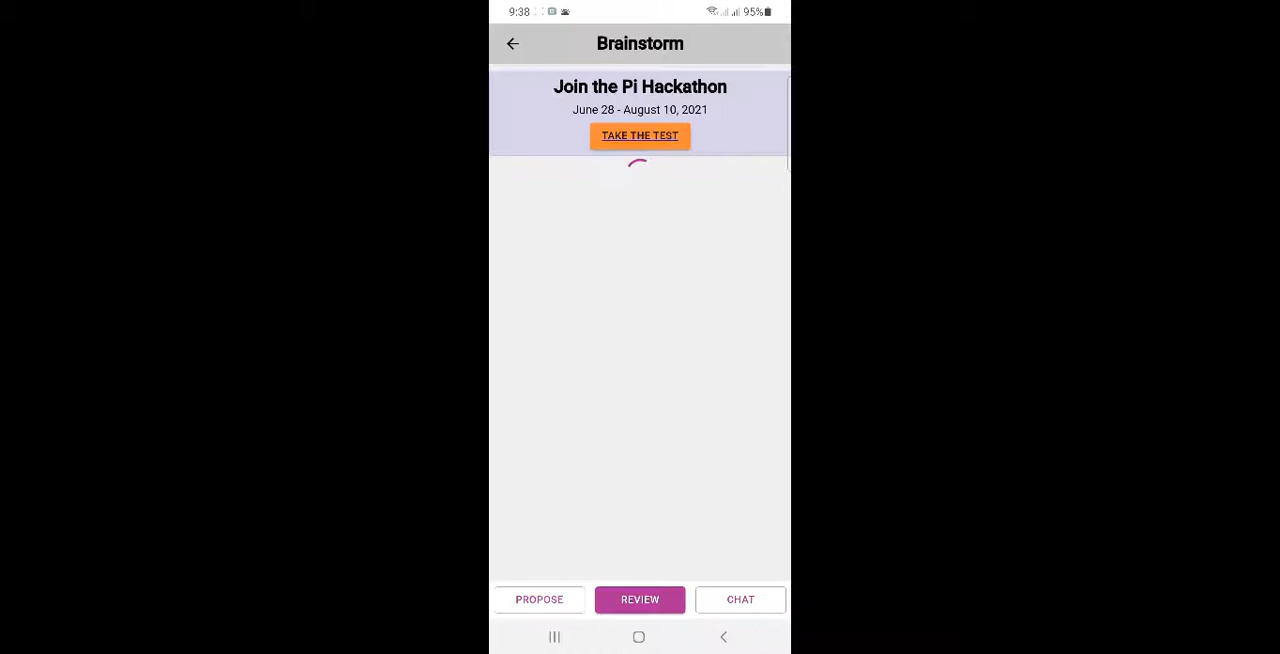 9:38 95%
Brainstorm
Join the Pi Hackathon
June 28 - August 10, 2021
TAKE THE TEST
PROPOSE REVIEW CHAT